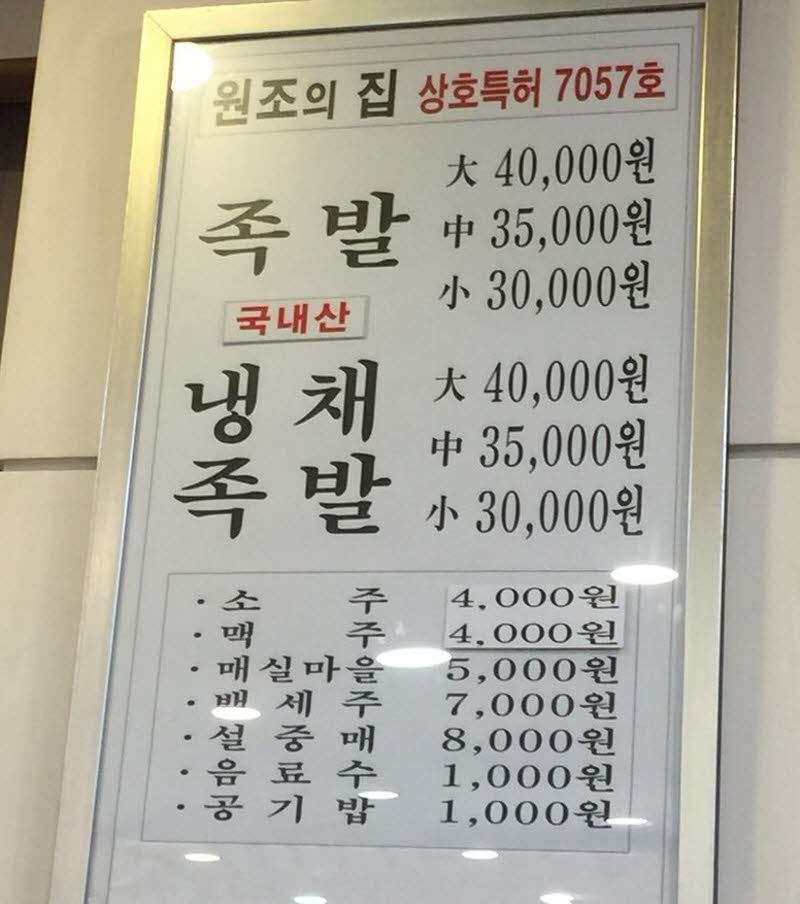 원조의 집 상호특허 7057호
족 발
大 40,000원
中 35,000원
小 30,000원
국내산
냉채
족발
大 40,000원
中 35,000원
小 30,000원
· 소 주 4,000원
· 맥 주 4,000원
· 매실마을 5,000원
· 백 세 주 7,000원
· 설 중 매 8,000원
· 음 료 수 1,000원
· 공 기 밥 1,000원